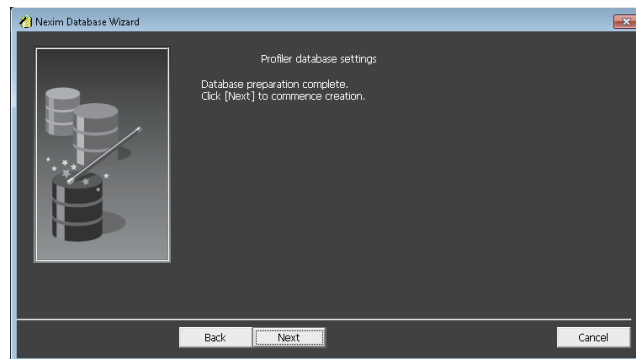 Nexim Database Wizard
Profiler database settings
Database preparation complete.
Click [Next] to commence creation.
Back
Next
Cancel